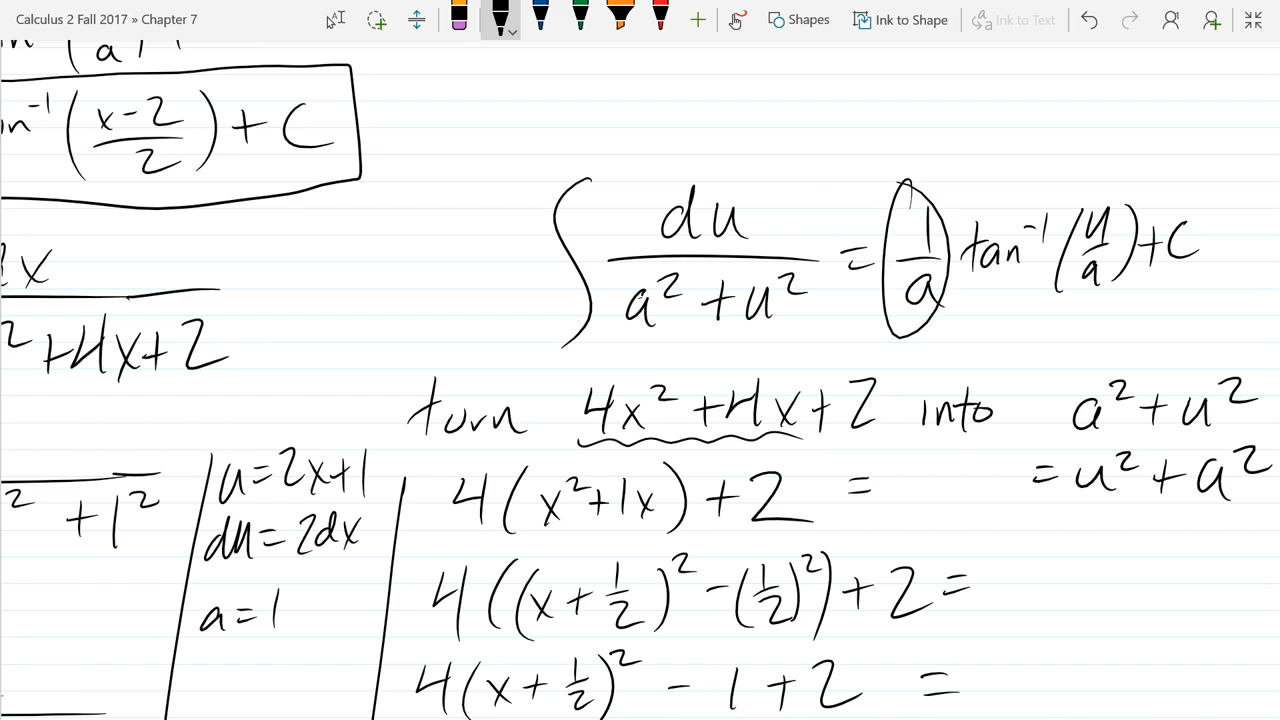 Calculus 2 Fall 2017 » Chapter 7
Shapes
Ink to Shape
Ink to Text
n⁻¹ ((x-2)/2) + C
∫ du/(a² + u²) = 1/a tan⁻¹ (u/a) + C
dx
² + 4x + 2
turn 4x² + 4x + 2 into a² + u²
= u² + a²
² + 1²
u = 2x + 1
du = 2dx
a = 1
4(x² + 1x) + 2 =
4((x + 1/2)² - (1/2)²) + 2 =
4(x + 1/2)² - 1 + 2 =